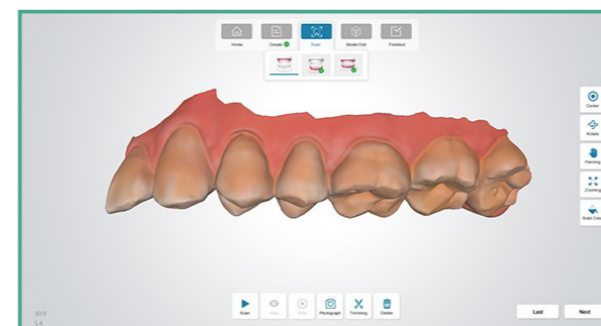 Home Create Scan Model Edit Finished
Center
Rotate
Panning
Zooming
Scan Photograph Trimming Delete
Last Next